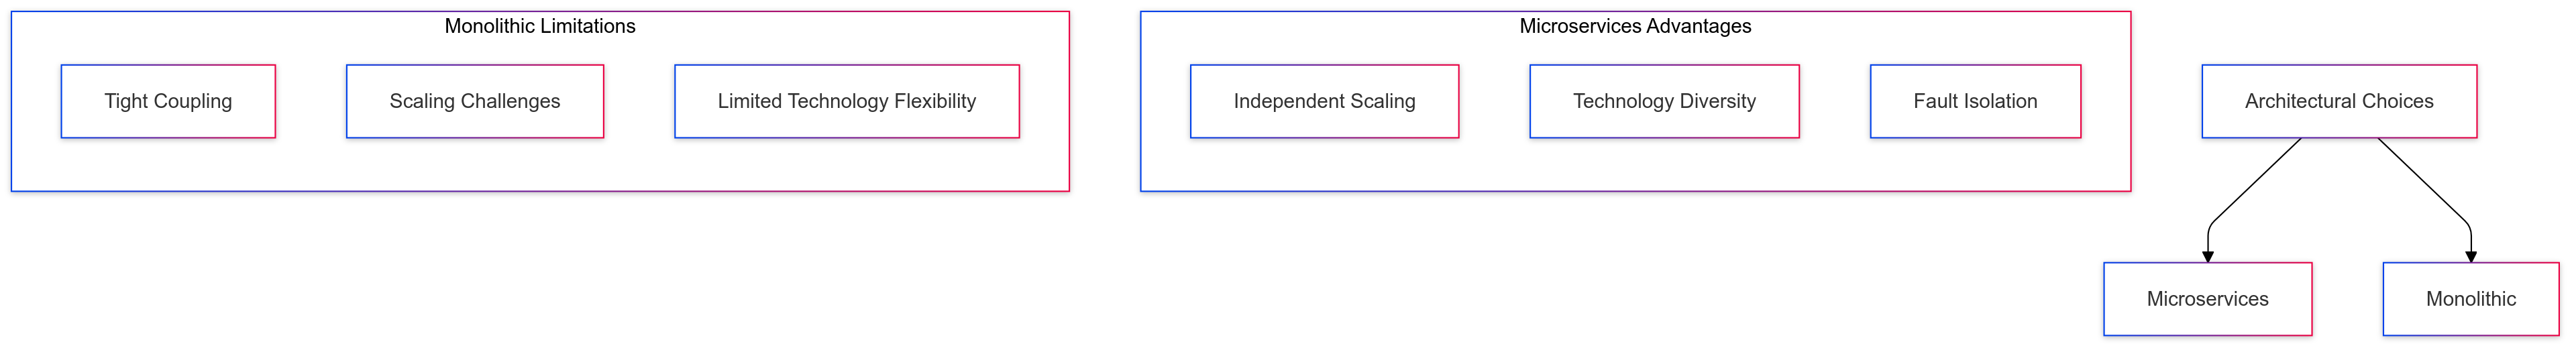 Monolithic Limitations
Tight Coupling
Scaling Challenges
Limited Technology Flexibility
Microservices Advantages
Independent Scaling
Technology Diversity
Fault Isolation
Architectural Choices
Microservices
Monolithic